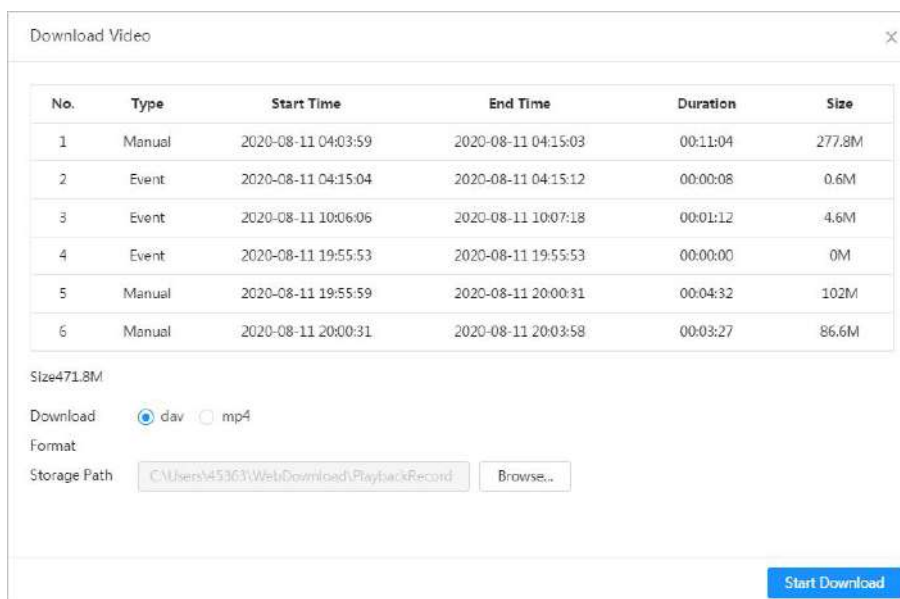 Download Video
No. Type Start Time End Time Duration Size
1 Manual 2020-08-11 04:03:59 2020-08-11 04:15:03 00:11:04 277.8M
2 Event 2020-08-11 04:15:04 2020-08-11 04:15:12 00:00:08 0.6M
3 Event 2020-08-11 10:06:06 2020-08-11 10:07:18 00:01:12 4.6M
4 Event 2020-08-11 19:55:53 2020-08-11 19:55:53 00:00:00 0M
5 Manual 2020-08-11 19:55:59 2020-08-11 20:00:31 00:04:32 102M
6 Manual 2020-08-11 20:00:31 2020-08-11 20:03:58 00:03:27 86.6M
Size471.8M
Download dav mp4
Format
Storage Path C:\Users\45363\WebDownload\PlaybackRecord Browse...
Start Download